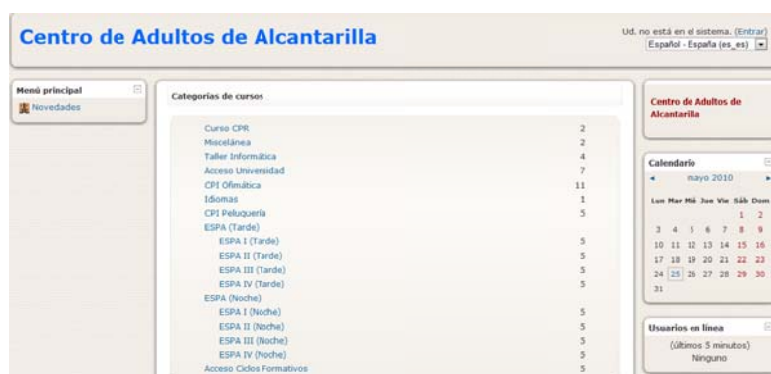 Centro de Adultos de Alcantarilla
Ud. no está en el sistema. (Entrar)
Español - España (es_es)
Menú principal
Novedades
Categorías de cursos
Curso CPR 2
Miscelánea 2
Taller Informática 4
Acceso Universidad 7
CPI Ofimática 11
Idiomas 1
CPI Peluquería 5
ESPA (Tarde)
ESPA I (Tarde) 5
ESPA II (Tarde) 5
ESPA III (Tarde) 5
ESPA IV (Tarde) 5
ESPA (Noche)
ESPA I (Noche) 5
ESPA II (Noche) 5
ESPA III (Noche) 5
ESPA IV (Noche) 5
Acceso Ciclos Formativos 5
Centro de Adultos de
Alcantarilla
Calendario
mayo 2010
Lun Mar Mié Jue Vie Sáb Dom
1 2
3 4 5 6 7 8 9
10 11 12 13 14 15 16
17 18 19 20 21 22 23
24 25 26 27 28 29 30
31
Usuarios en línea
(últimos 5 minutos)
Ninguno